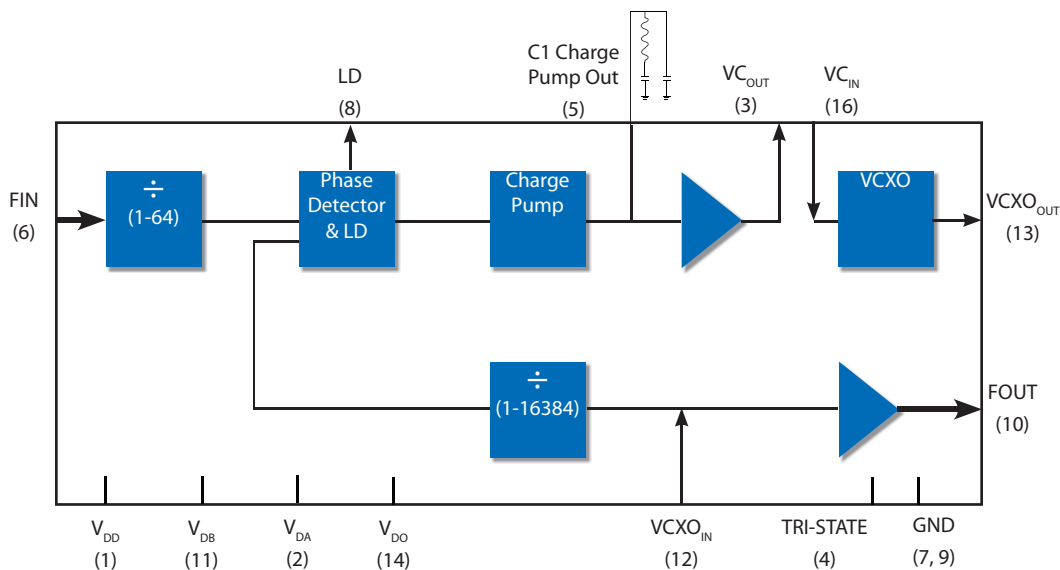 C1 Charge
Pump Out
(5)
LD
(8)
VC_OUT
(3)
VC_IN
(16)
FIN
(6)
÷
(1-64)
Phase
Detector
& LD
Charge
Pump
VCXO
VCXO_OUT
(13)
÷
(1-16384)
FOUT
(10)
V_DD
(1)
V_DB
(11)
V_DA
(2)
V_DO
(14)
VCXO_IN
(12)
TRI-STATE
(4)
GND
(7, 9)